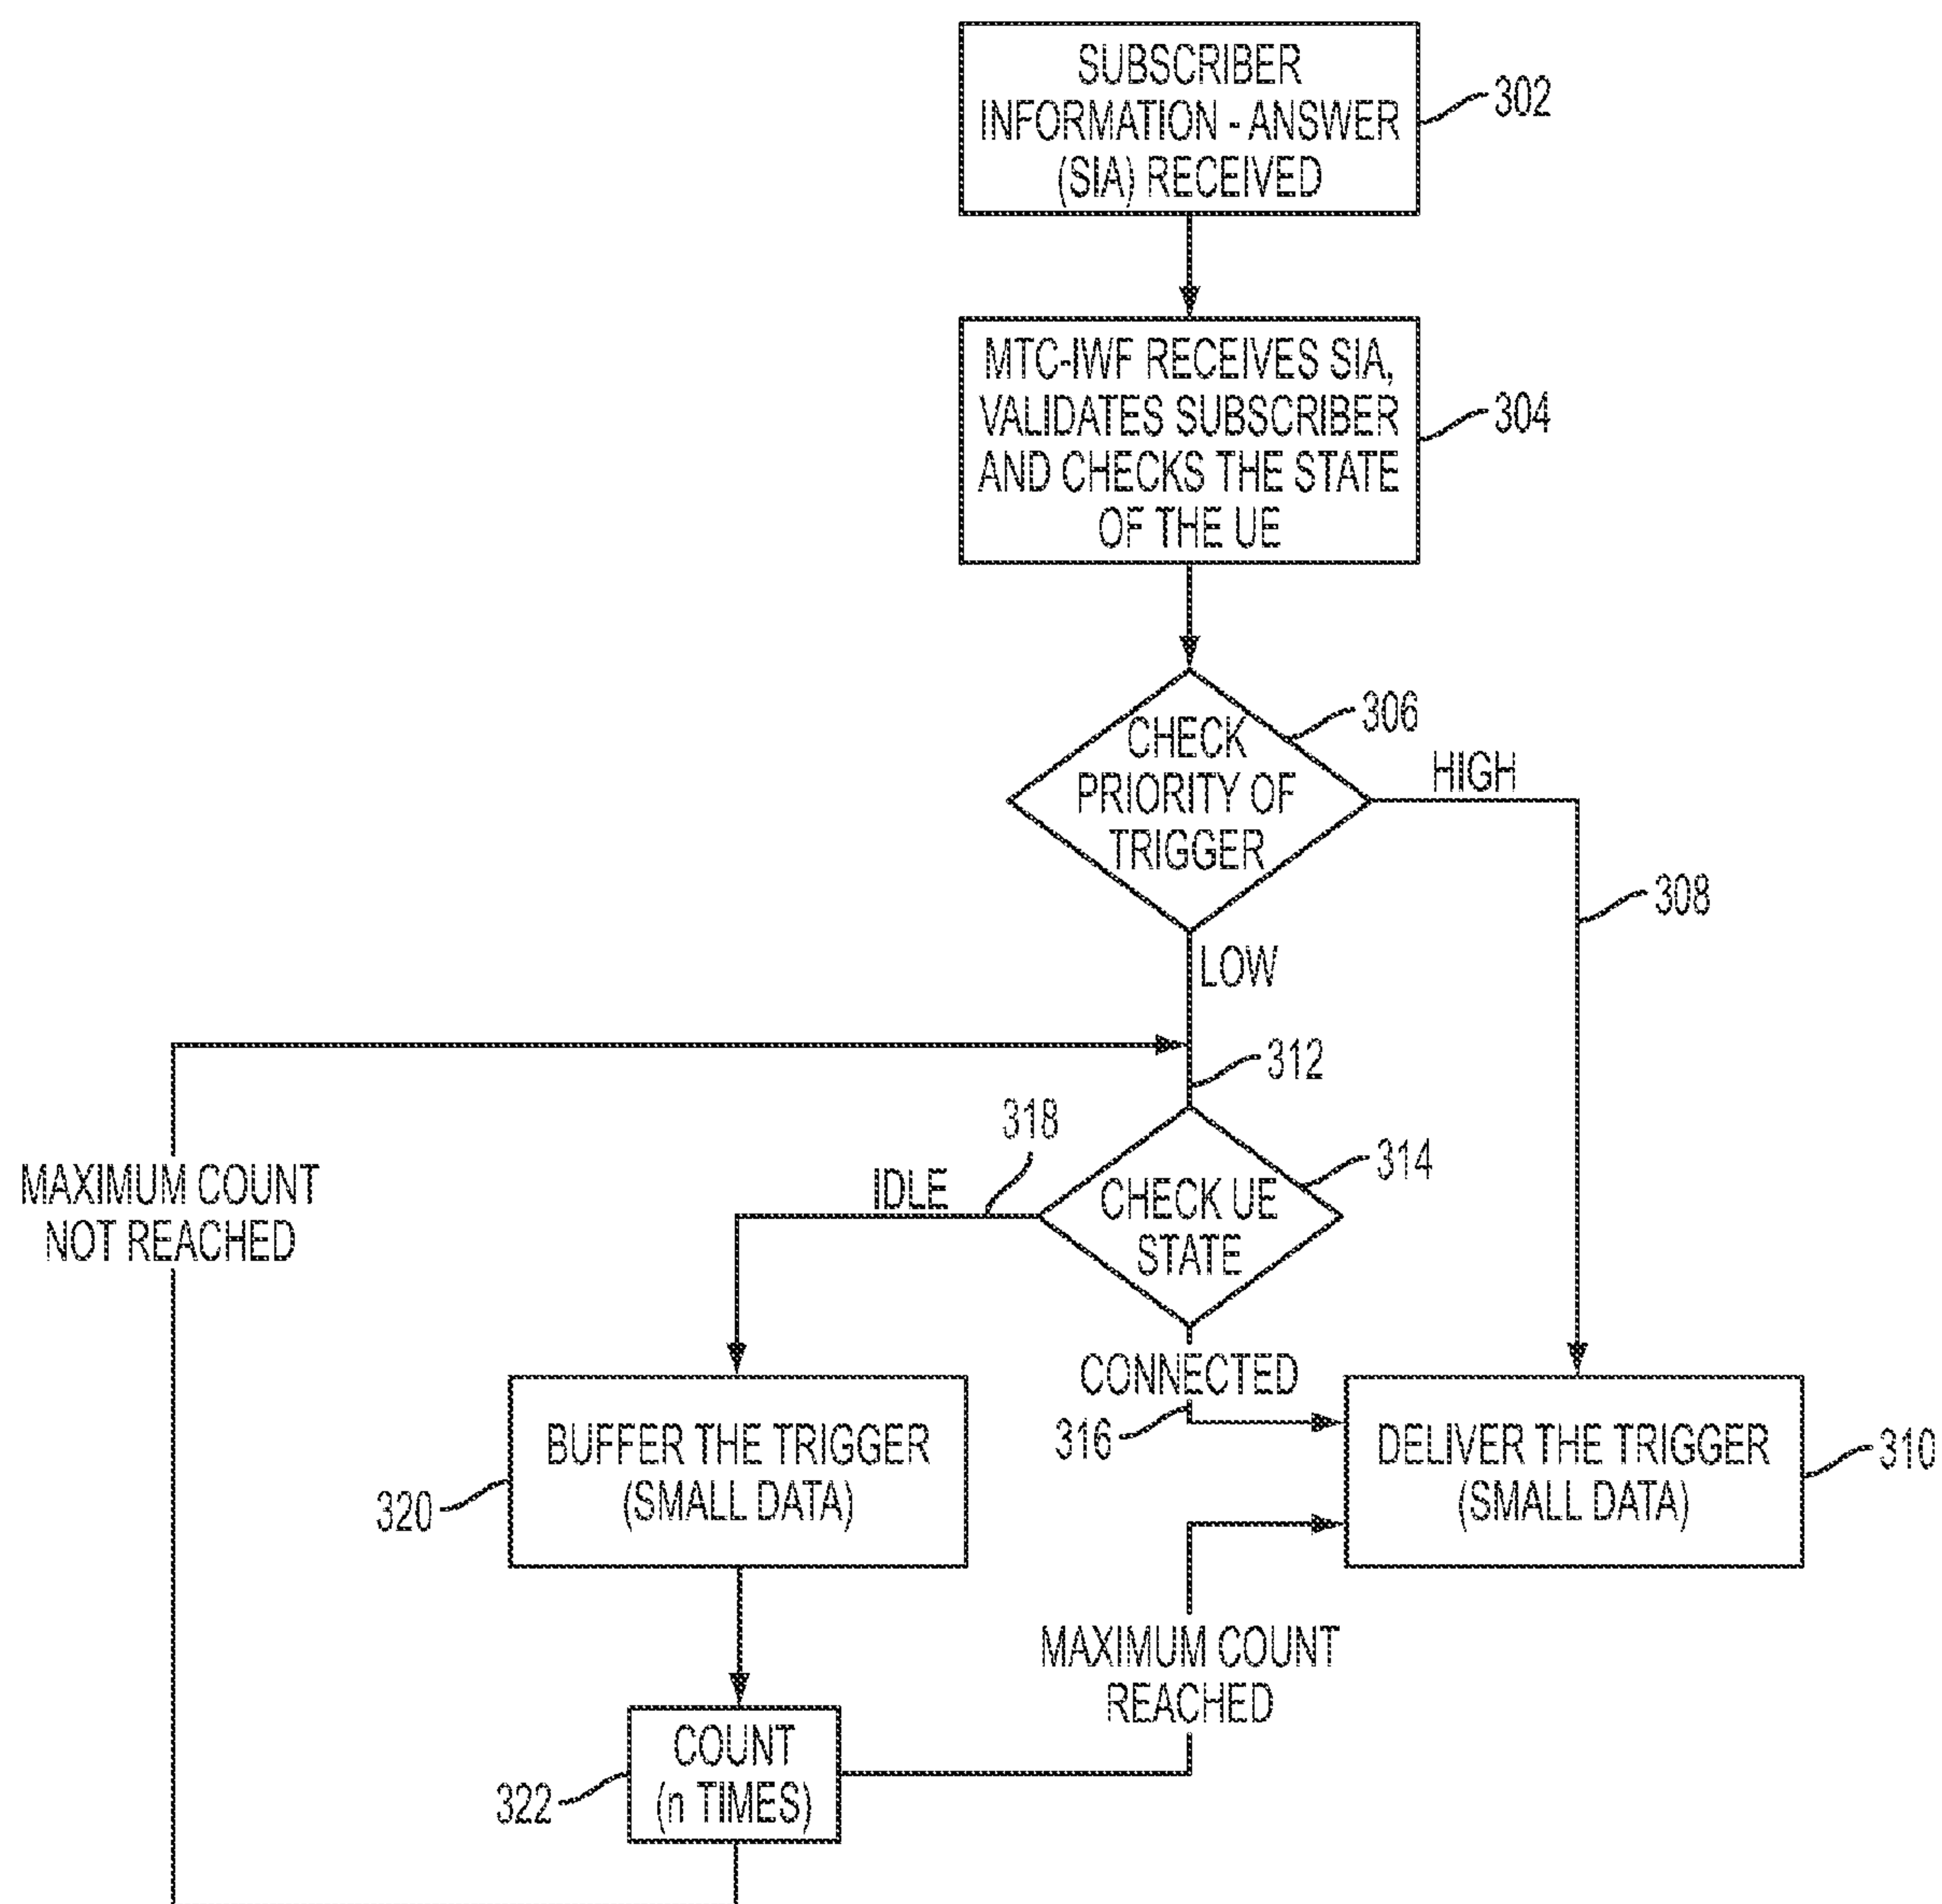 SUBSCRIBER
INFORMATION - ANSWER
(SIA) RECEIVED
302
MTC-IWF RECEIVES SIA,
VALIDATES SUBSCRIBER
AND CHECKS THE STATE
OF THE UE
304
CHECK
PRIORITY OF
TRIGGER
306
HIGH
308
LOW
312
318
IDLE
CHECK UE
STATE
314
MAXIMUM COUNT
NOT REACHED
CONNECTED
316
BUFFER THE TRIGGER
(SMALL DATA)
320
DELIVER THE TRIGGER
(SMALL DATA)
310
MAXIMUM COUNT
REACHED
COUNT
(n TIMES)
322